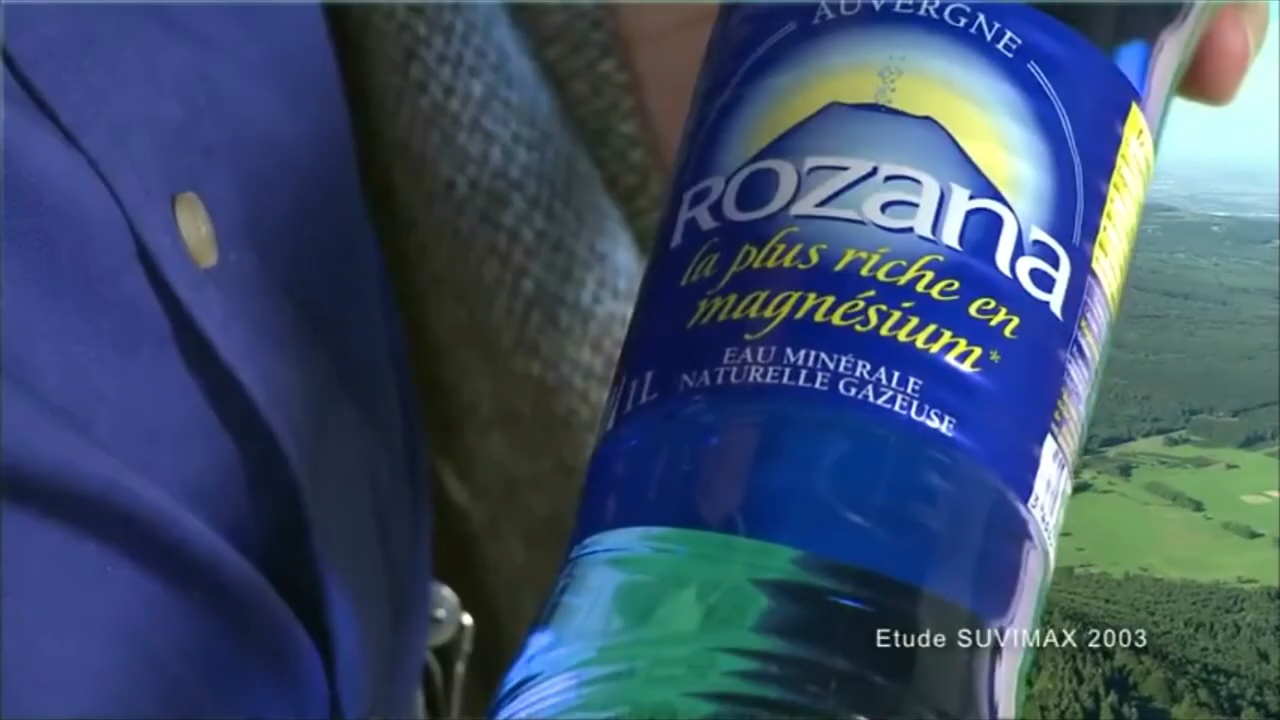 AUVERGNE
ROZana
la plus riche en
magnésium*
EAU MINÉRALE
NATURELLE GAZEUSE
1L
Etude SUVIMAX 2003